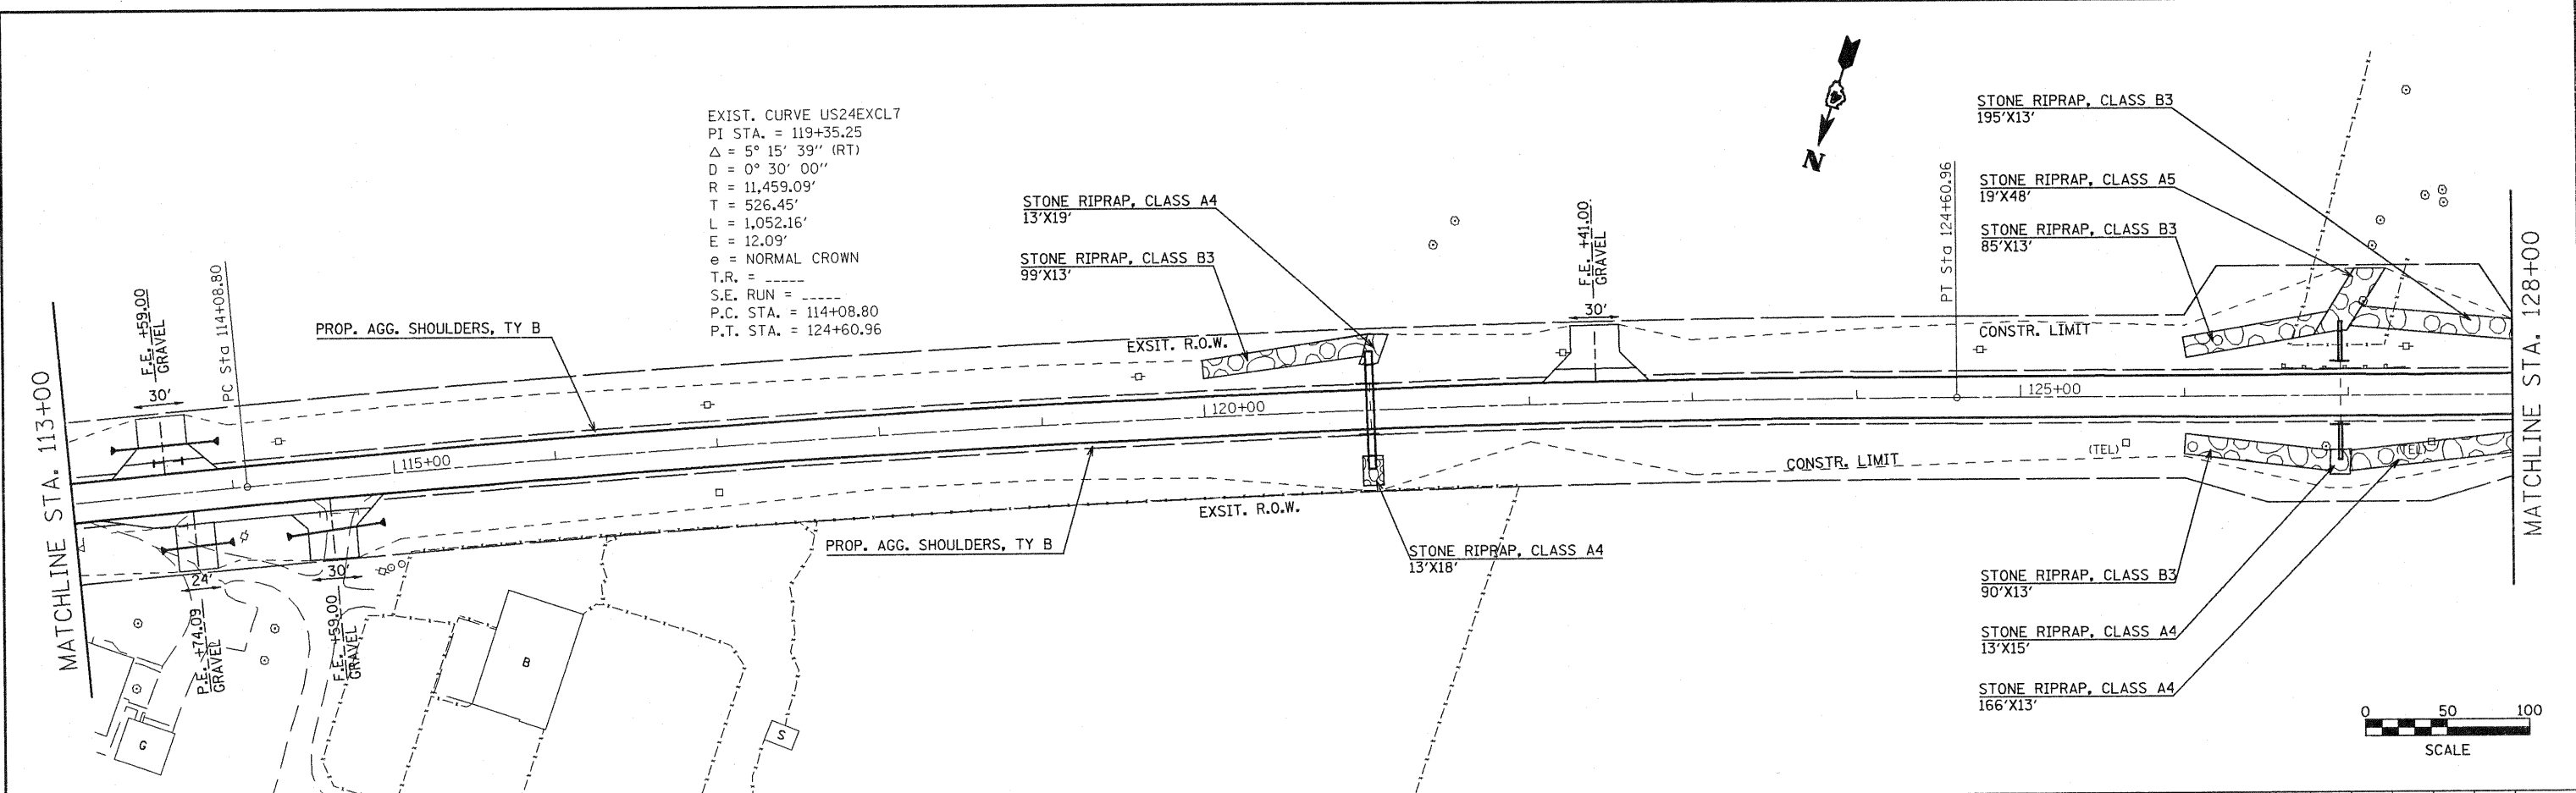 EXIST. CURVE US24EXCL7
PI STA. = 119+35.25
Δ = 5° 15' 39" (RT)
D = 0° 30' 00"
R = 11,459.09'
T = 526.45'
L = 1,052.16'
E = 12.09'
e = NORMAL CROWN
T.R. = _____
S.E. RUN = _____
P.C. STA. = 114+08.80
P.T. STA. = 124+60.96
MATCHLINE STA. 113+00
F.E. +59.00
GRAVEL
30'
PC Sta 114+08.80
PROP. AGG. SHOULDERS, TY B
115+00
STONE RIPRAP, CLASS A4
13'X19'
STONE RIPRAP, CLASS B3
99'X13'
EXSIT. R.O.W.
120+00
F.E. +41.00
GRAVEL
30'
N
PT Sta 124+60.96
STONE RIPRAP, CLASS B3
195'X13'
STONE RIPRAP, CLASS A5
19'X48'
STONE RIPRAP, CLASS B3
85'X13'
CONSTR. LIMIT
125+00
MATCHLINE STA. 128+00
(TEL)
(TEL)
CONSTR. LIMIT
EXSIT. R.O.W.
PROP. AGG. SHOULDERS, TY B
STONE RIPRAP, CLASS A4
13'X18'
24'
P.E. +74.09
GRAVEL
30'
F.E. +59.00
GRAVEL
B
S
G
STONE RIPRAP, CLASS B3
90'X13'
STONE RIPRAP, CLASS A4
13'X15'
STONE RIPRAP, CLASS A4
166'X13'
0 50 100
SCALE